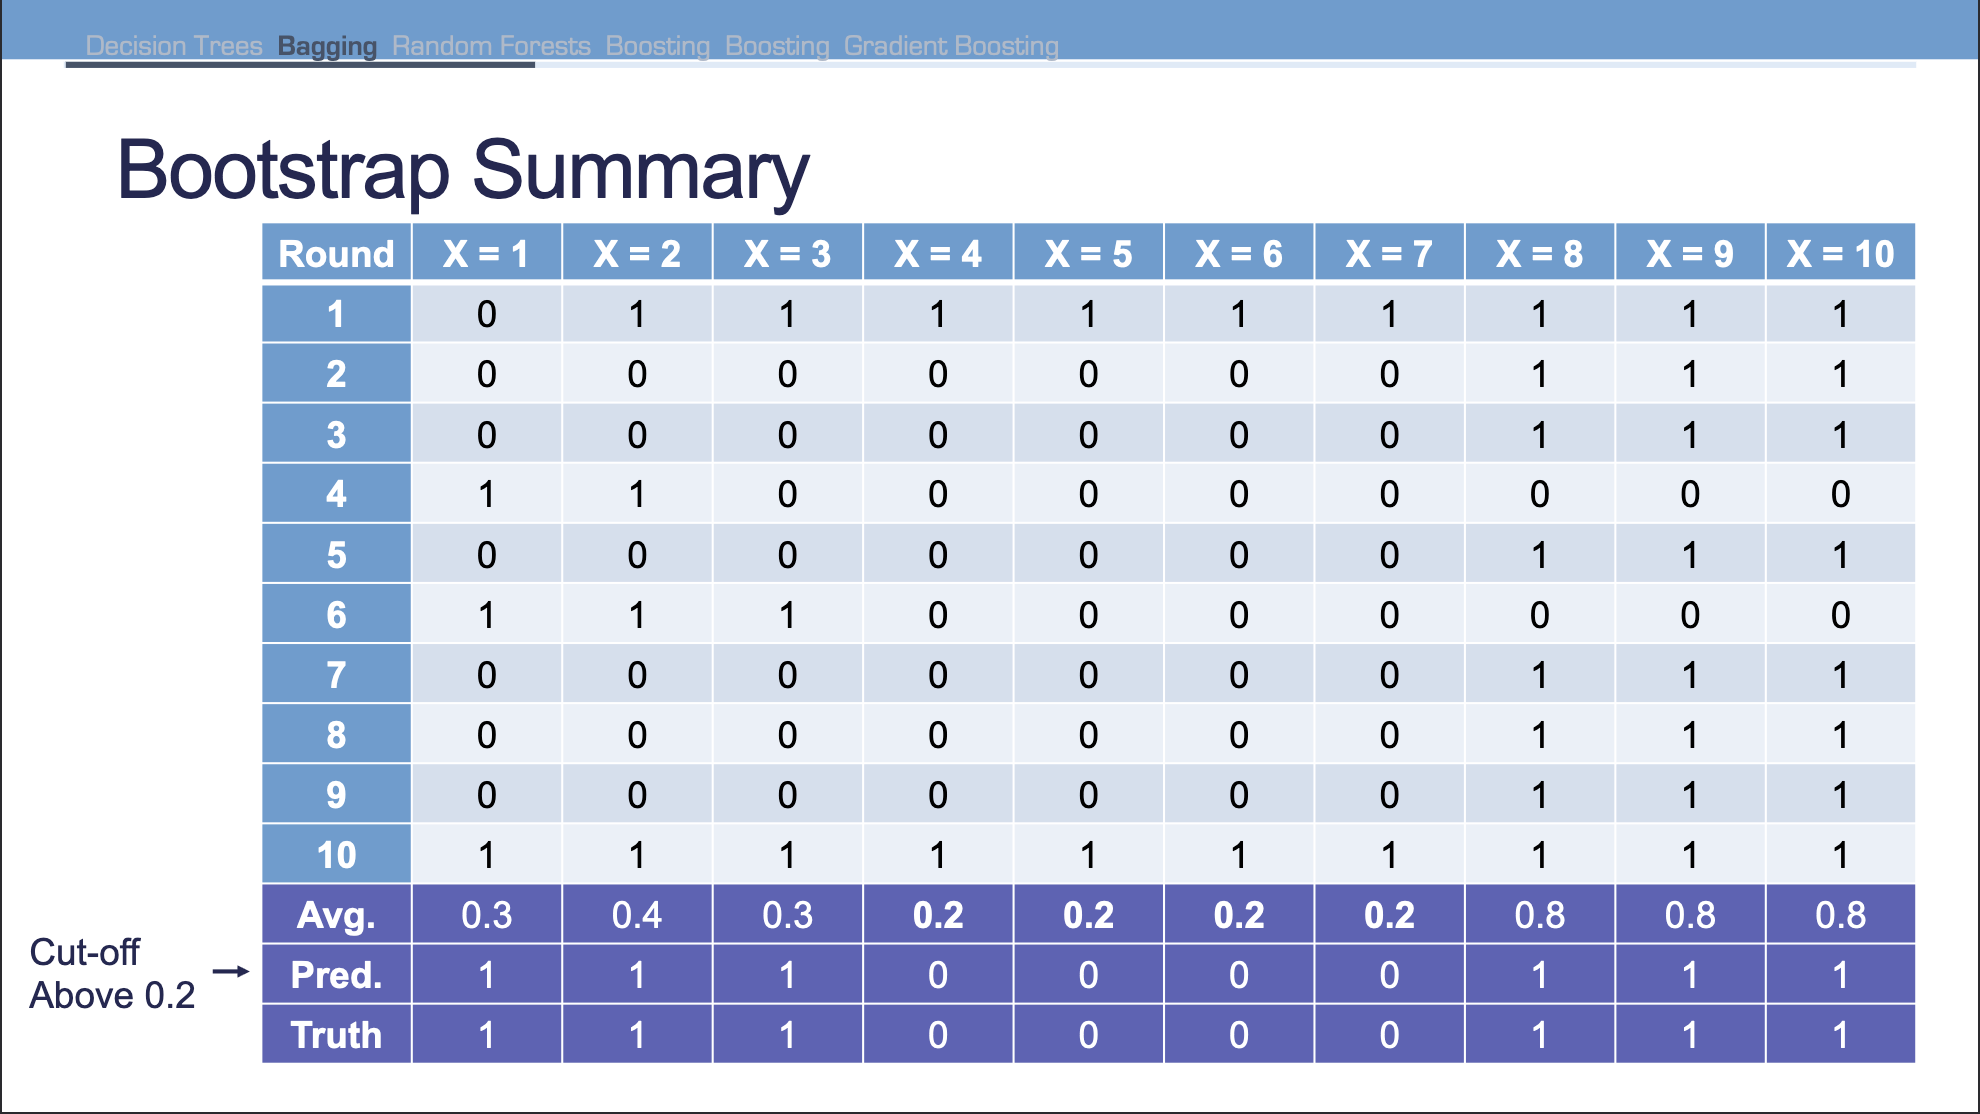 Decision Trees Bagging Random Forests Boosting Boosting Gradient Boosting
Bootstrap Summary
Round X = 1 X = 2 X = 3 X = 4 X = 5 X = 6 X = 7 X = 8 X = 9 X = 10
1 0 1 1 1 1 1 1 1 1 1
2 0 0 0 0 0 0 0 1 1 1
3 0 0 0 0 0 0 0 1 1 1
4 1 1 0 0 0 0 0 0 0 0
5 0 0 0 0 0 0 0 1 1 1
6 1 1 1 0 0 0 0 0 0 0
7 0 0 0 0 0 0 0 1 1 1
8 0 0 0 0 0 0 0 1 1 1
9 0 0 0 0 0 0 0 1 1 1
10 1 1 1 1 1 1 1 1 1 1
Avg. 0.3 0.4 0.3 0.2 0.2 0.2 0.2 0.8 0.8 0.8
Cut-off
Above 0.2
Pred. 1 1 1 0 0 0 0 1 1 1
Truth 1 1 1 0 0 0 0 1 1 1